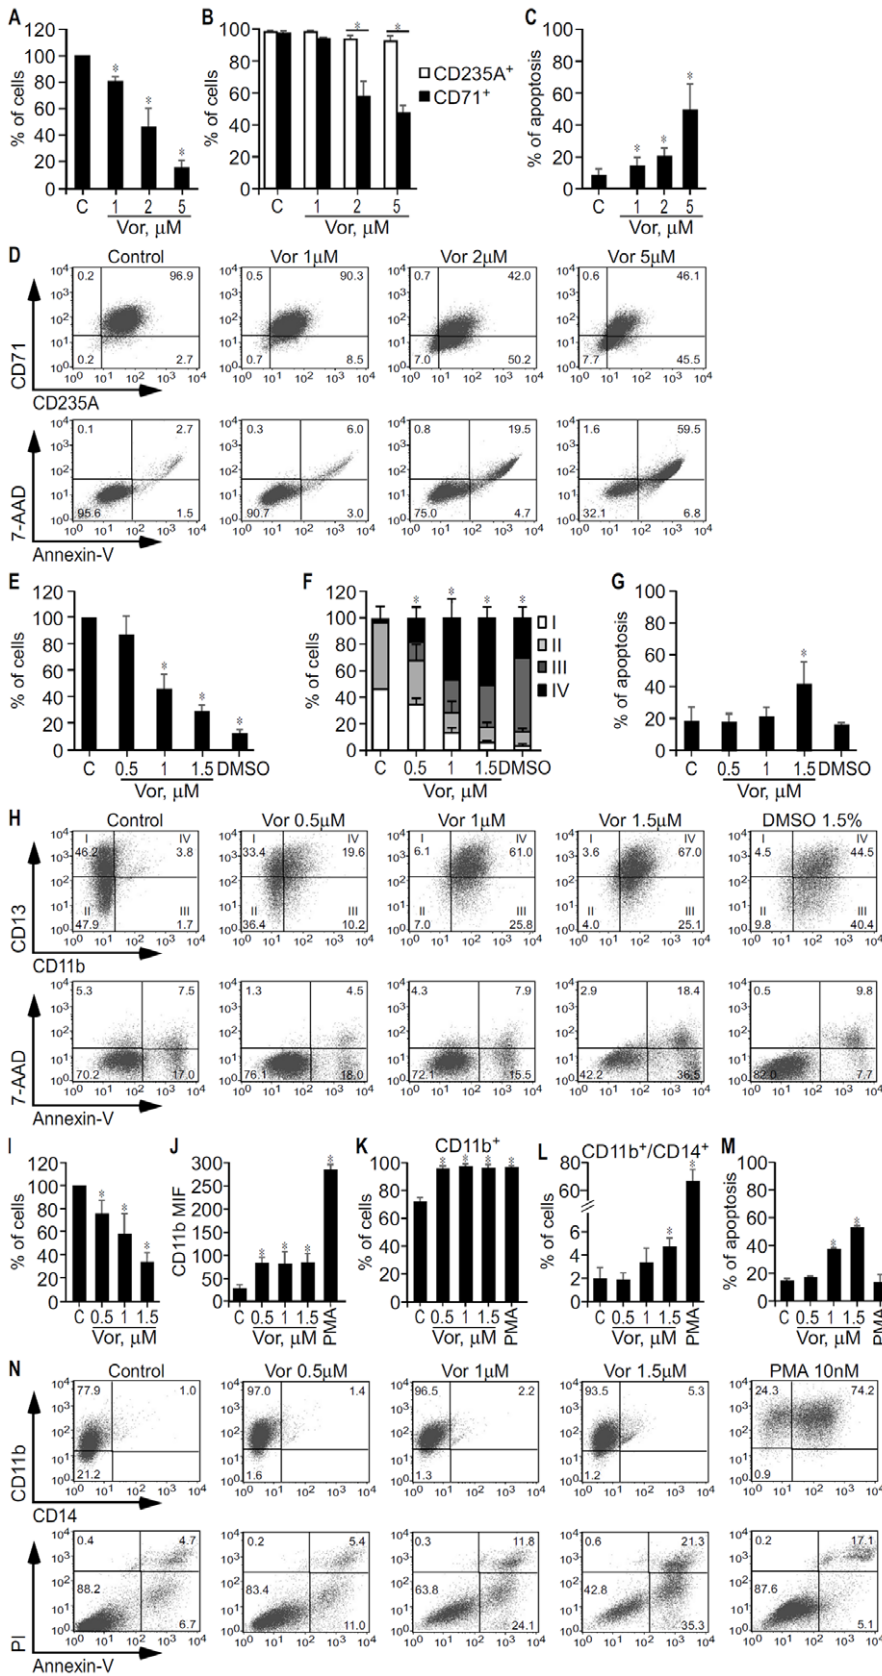 A
B
C
120
100
80
60
40
20
0
% of cells
C 1 2 5
Vor, μM
100
80
60
40
20
0
% of cells
* *
CD235A+
CD71+
C 1 2 5
Vor, μM
100
80
60
40
20
0
% of apoptosis
C 1 2 5
Vor, μM
D
Control Vor 1μM Vor 2μM Vor 5μM
0.2 96.9 0.5 90.3 0.7 42.0 0.6 46.1
0.2 2.7 0.7 8.5 7.0 50.2 7.7 45.5
CD71
CD235A
0.1 2.7 0.3 6.0 0.8 19.5 1.6 59.5
95.6 1.5 90.7 3.0 75.0 4.7 32.1 6.8
7-AAD
Annexin-V
E
F
G
120
100
80
60
40
20
0
% of cells
C 0.5 1 1.5 DMSO
Vor, μM
120
100
80
60
40
20
0
% of cells
I
II
III
IV
C 0.5 1 1.5 DMSO
Vor, μM
100
80
60
40
20
0
% of apoptosis
C 0.5 1 1.5 DMSO
Vor, μM
H
Control Vor 0.5μM Vor 1μM Vor 1.5μM DMSO 1.5%
I IV I IV I IV I IV I IV
46.2 3.8 33.4 19.6 6.1 61.0 3.6 67.0 4.5 44.5
II III II III II III II III II III
47.9 1.7 36.4 10.2 7.0 25.8 4.0 25.1 9.8 40.4
CD13
CD11b
5.3 7.5 1.3 4.5 4.3 7.9 2.9 18.4 0.5 9.8
70.2 17.0 76.1 18.0 72.1 15.5 42.2 36.5 82.0 7.7
7-AAD
Annexin-V
I
J
K
L
M
120
100
80
60
40
20
0
% of cells
C 0.5 1 1.5
Vor, μM
300
250
200
150
100
50
0
CD11b MIF
C 0.5 1 1.5 PMA
Vor, μM
CD11b+
100
80
60
40
20
0
% of cells
C 0.5 1 1.5 PMA
Vor, μM
CD11b+/CD14+
80
60
6
4
2
0
% of cells
C 0.5 1 1.5 PMA
Vor, μM
100
80
60
40
20
0
% of apoptosis
C 0.5 1 1.5 PMA
Vor, μM
N
Control Vor 0.5μM Vor 1μM Vor 1.5μM PMA 10nM
77.9 1.0 97.0 1.4 96.5 2.2 93.5 5.3 24.3 74.2
21.2 1.6 1.3 1.2 0.9
CD11b
CD14
0.4 4.7 0.2 5.4 0.3 11.8 0.6 21.3 0.2 17.1
88.2 83.4 63.8 42.8 87.6
6.7 11.0 24.1 35.3 5.1
PI
Annexin-V